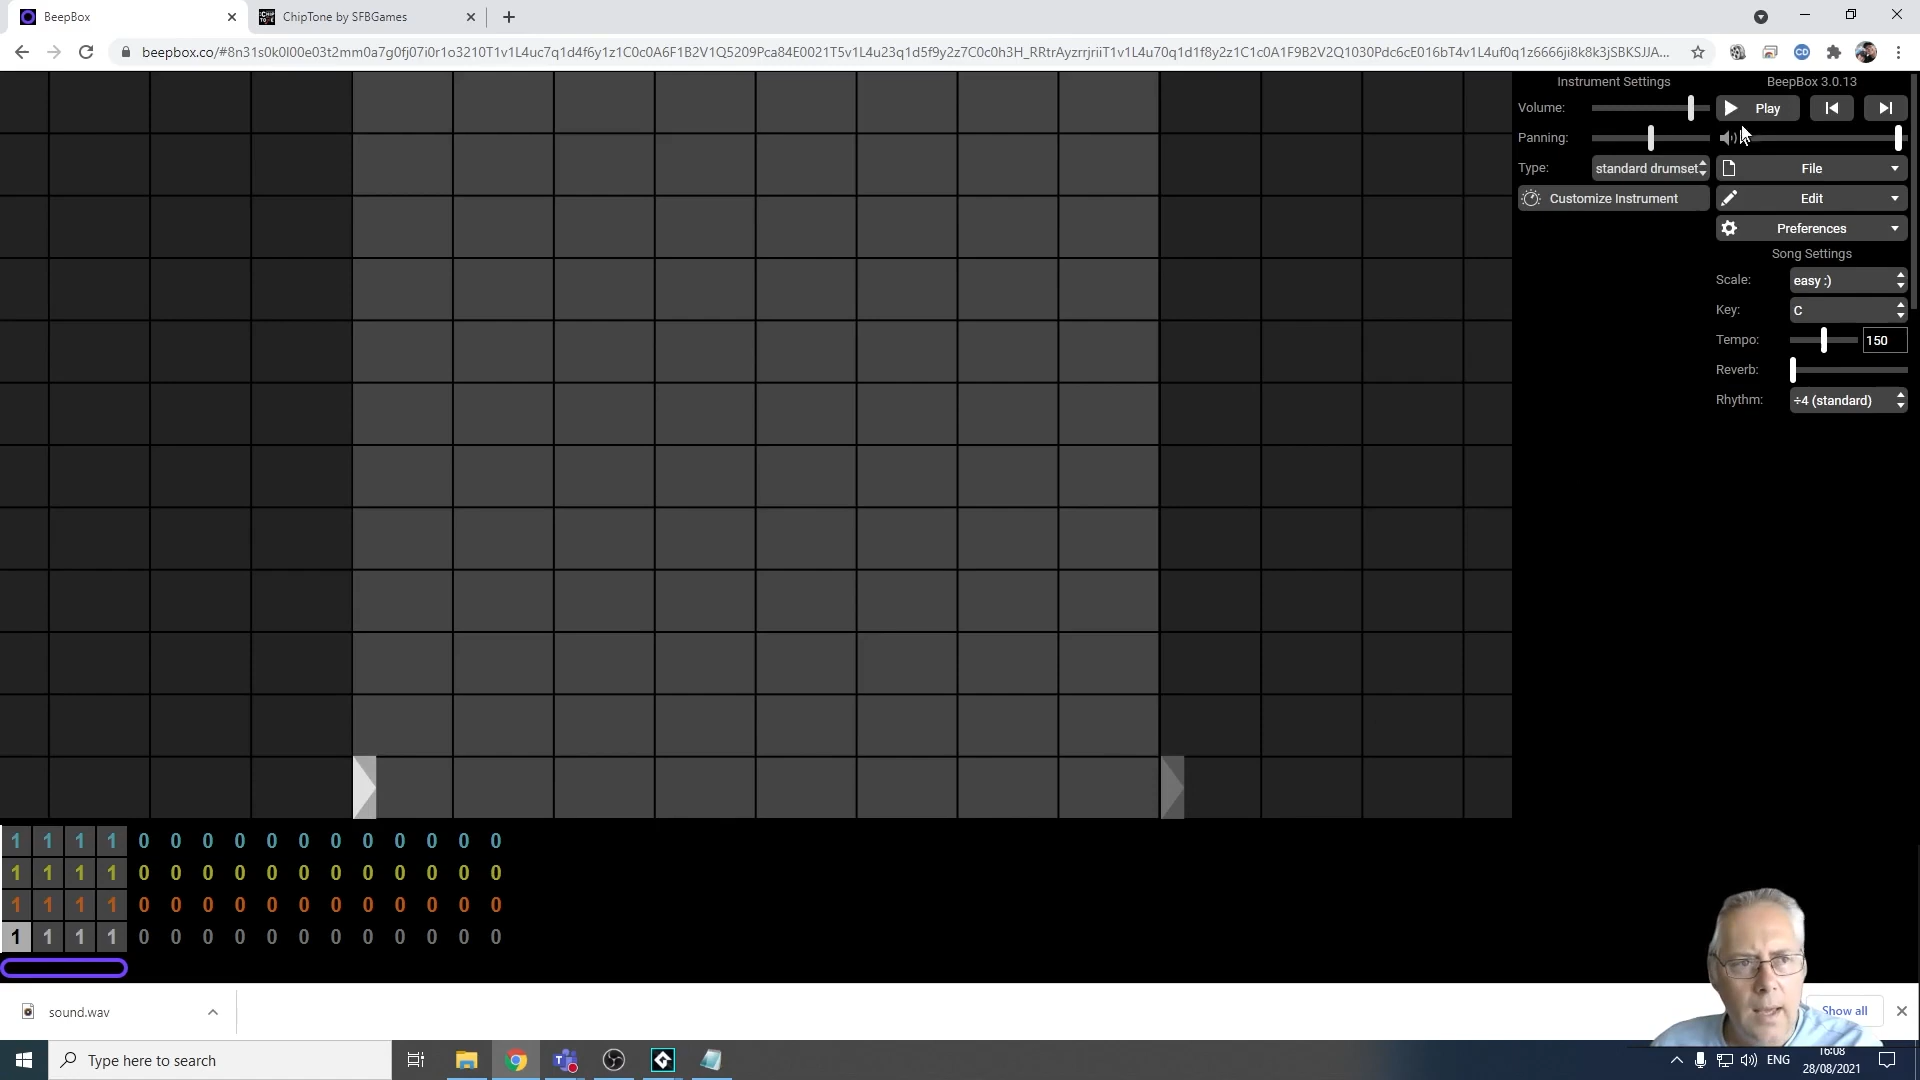 BeepBox
ChipTone by SFBGames
beepbox.co/#8n31s0k0l00e03t2mm0a7g0fj07i0r1o3210T1v1L4uc7q1d4f6y1z1C0c0A6F1B2V1Q5209Pca84E0021T5v1L4u23q1d5f9y2z7C0c0h3H_RRtrAyzrrjriiT1v1L4u70q1d1f8y2z1C1c0A1F9B2V2Q1030Pdc6cE016bT4v1L4uf0q1z6666ji8k8k3jSBKSJJA...
Instrument Settings
BeepBox 3.0.13
Volume:
Play
Panning:
Type:
standard drumset
File
Customize Instrument
Edit
Preferences
Song Settings
Scale:
easy :)
Key:
C
Tempo:
150
Reverb:
Rhythm:
÷4 (standard)
1 1 1 1 0 0 0 0 0 0 0 0 0 0 0 0
1 1 1 1 0 0 0 0 0 0 0 0 0 0 0 0
1 1 1 1 0 0 0 0 0 0 0 0 0 0 0 0
1 1 1 1 0 0 0 0 0 0 0 0 0 0 0 0
sound.wav
Show all
Type here to search
ENG
16:08
28/08/2021